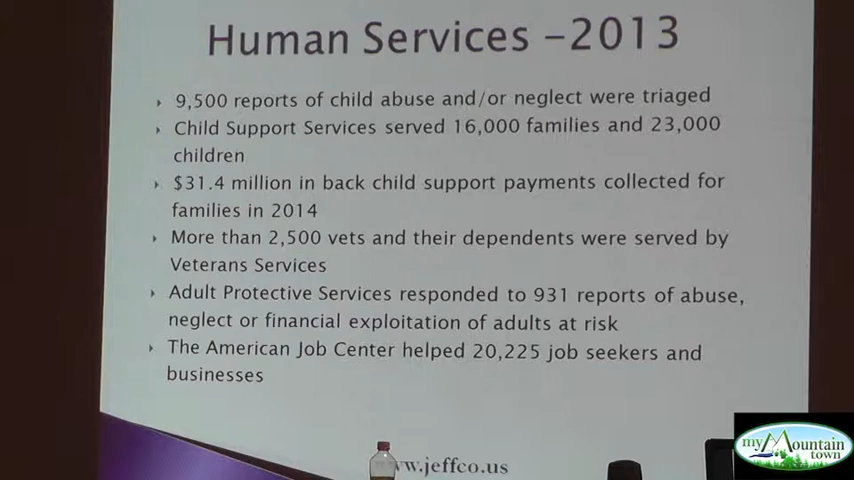 Human Services -2013
9,500 reports of child abuse and/or neglect were triaged
Child Support Services served 16,000 families and 23,000
children
$31.4 million in back child support payments collected for
families in 2014
More than 2,500 vets and their dependents were served by
Veterans Services
Adult Protective Services responded to 931 reports of abuse,
neglect or financial exploitation of adults at risk
The American Job Center helped 20,225 job seekers and
businesses
w.jeffco.us
my Mountain
town